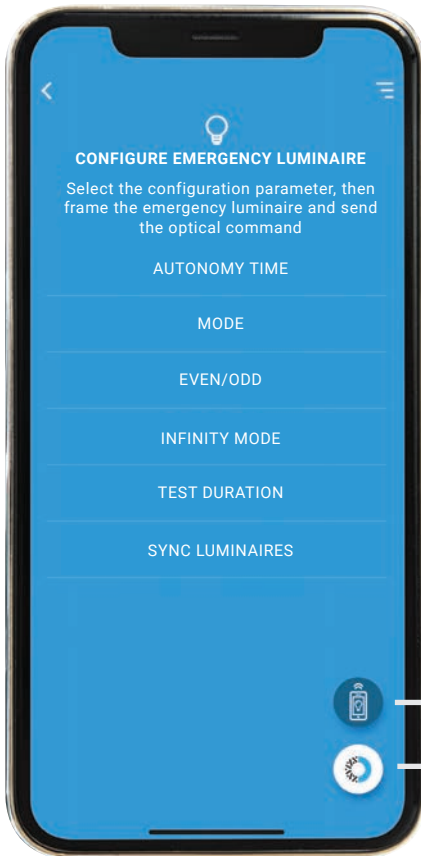 CONFIGURE EMERGENCY LUMINAIRE
Select the configuration parameter, then
frame the emergency luminaire and send
the optical command
AUTONOMY TIME
MODE
EVEN/ODD
INFINITY MODE
TEST DURATION
SYNC LUMINAIRES